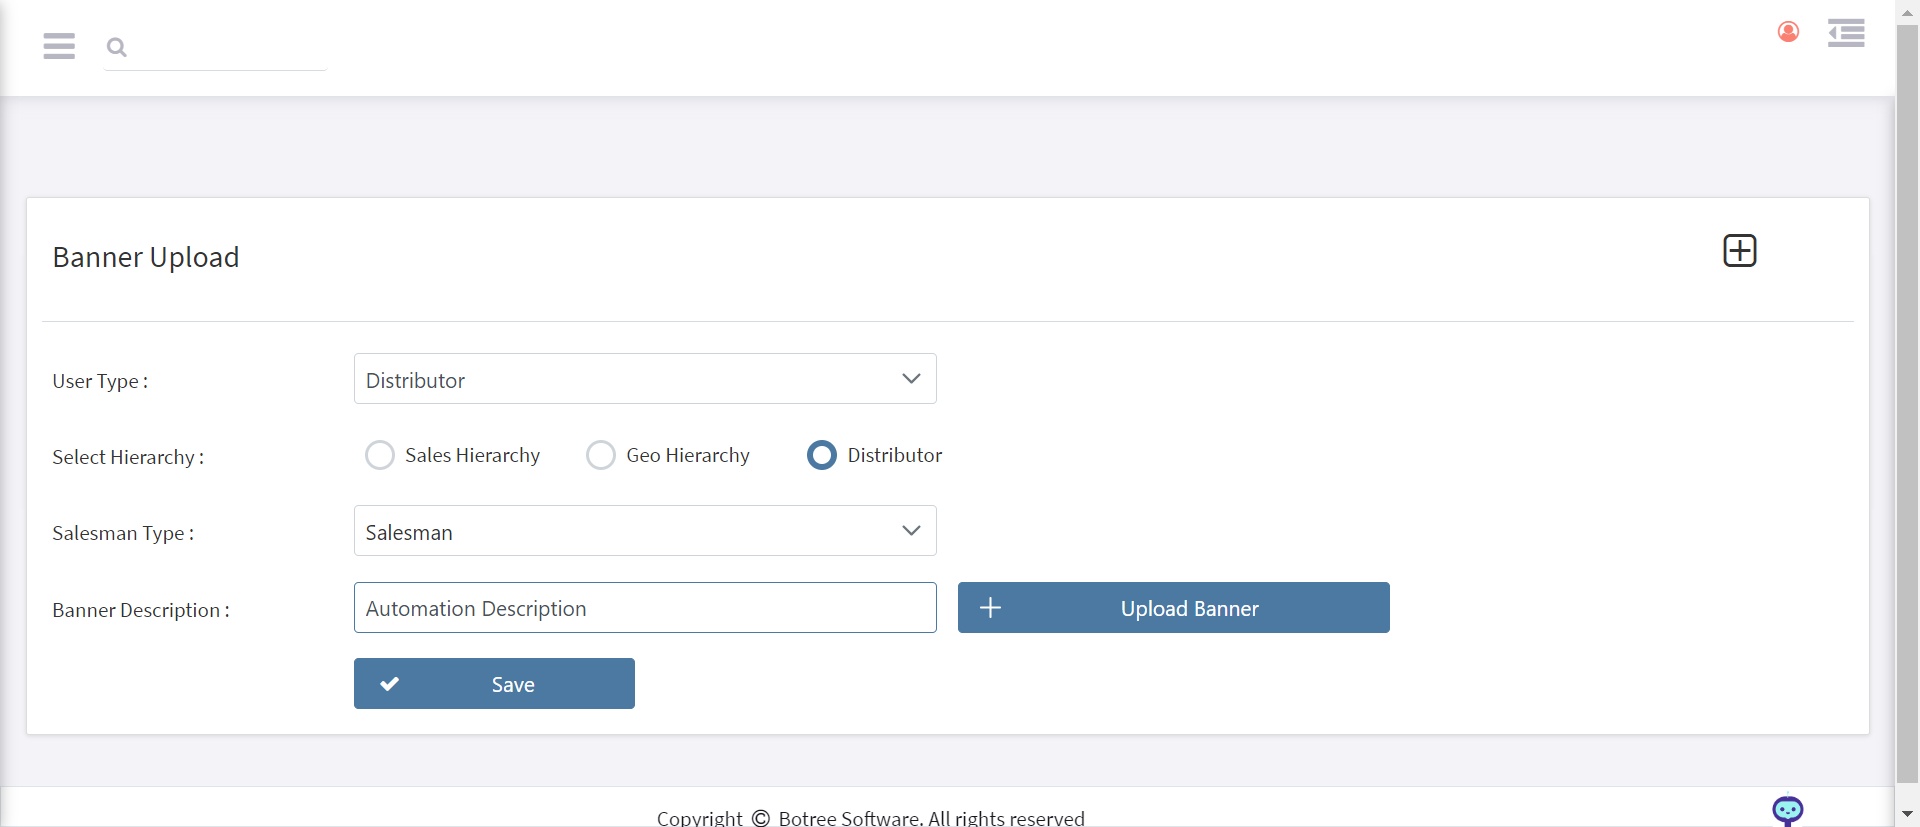 Banner Upload
User Type :
Distributor
Select Hierarchy :
Sales Hierarchy
Geo Hierarchy
Distributor
Salesman Type :
Salesman
Banner Description :
Automation Description
Upload Banner
Save
Copyright © Botree Software. All rights reserved